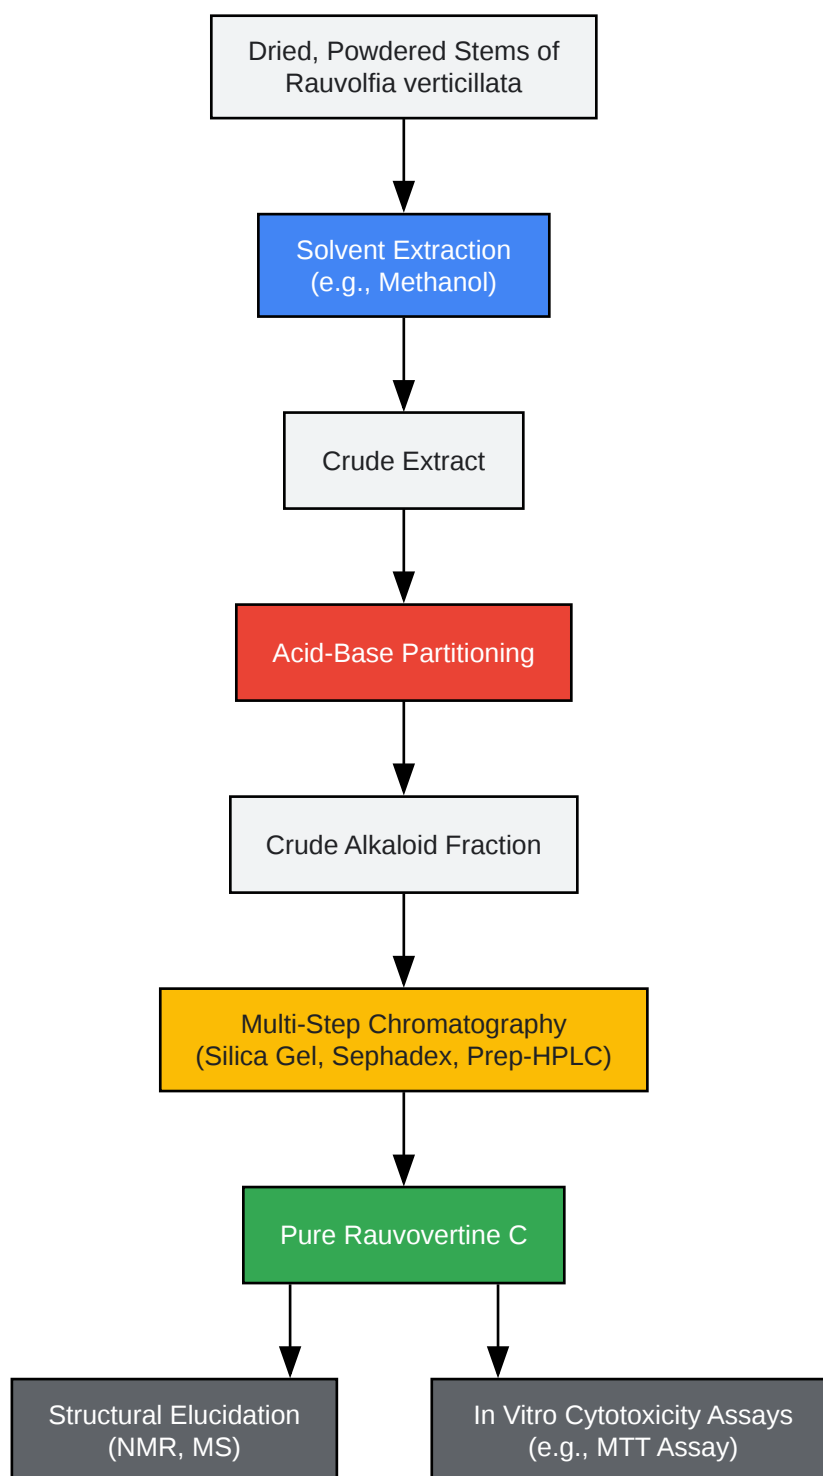 Dried, Powdered Stems of
Rauvolfia verticillata
Solvent Extraction
(e.g., Methanol)
Crude Extract
Acid-Base Partitioning
Crude Alkaloid Fraction
Multi-Step Chromatography
(Silica Gel, Sephadex, Prep-HPLC)
Pure Rauvovertine C
Structural Elucidation
(NMR, MS)
In Vitro Cytotoxicity Assays
(e.g., MTT Assay)